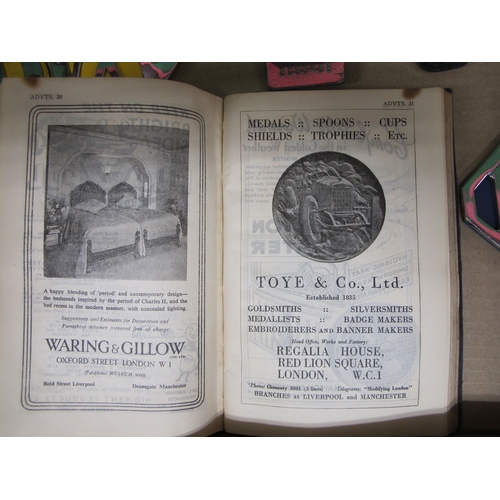 ADVTS. 30
A happy blending of 'period' and contemporary design—
the bedsteads inspired by the period of Charles II, and the
bed recess in the modern manner, with concealed lighting.
Suggestions and Estimates for Decoration and
Furnishing schemes prepared free of charge.
WARING & GILLOW
OXFORD STREET LONDON W 1
Bold Street Liverpool Deansgate Manchester
ADVTS. 31
MEDALS :: SPOONS :: CUPS
SHIELDS :: TROPHIES :: ETC.
TOYE & Co., Ltd.
Established 1835
GOLDSMITHS :: SILVERSMITHS
MEDALLISTS :: BADGE MAKERS
EMBROIDERERS AND BANNER MAKERS
Head Office, Works and Factory:
REGALIA HOUSE,
RED LION SQUARE,
LONDON, W.C.1
BRANCHES at LIVERPOOL and MANCHESTER